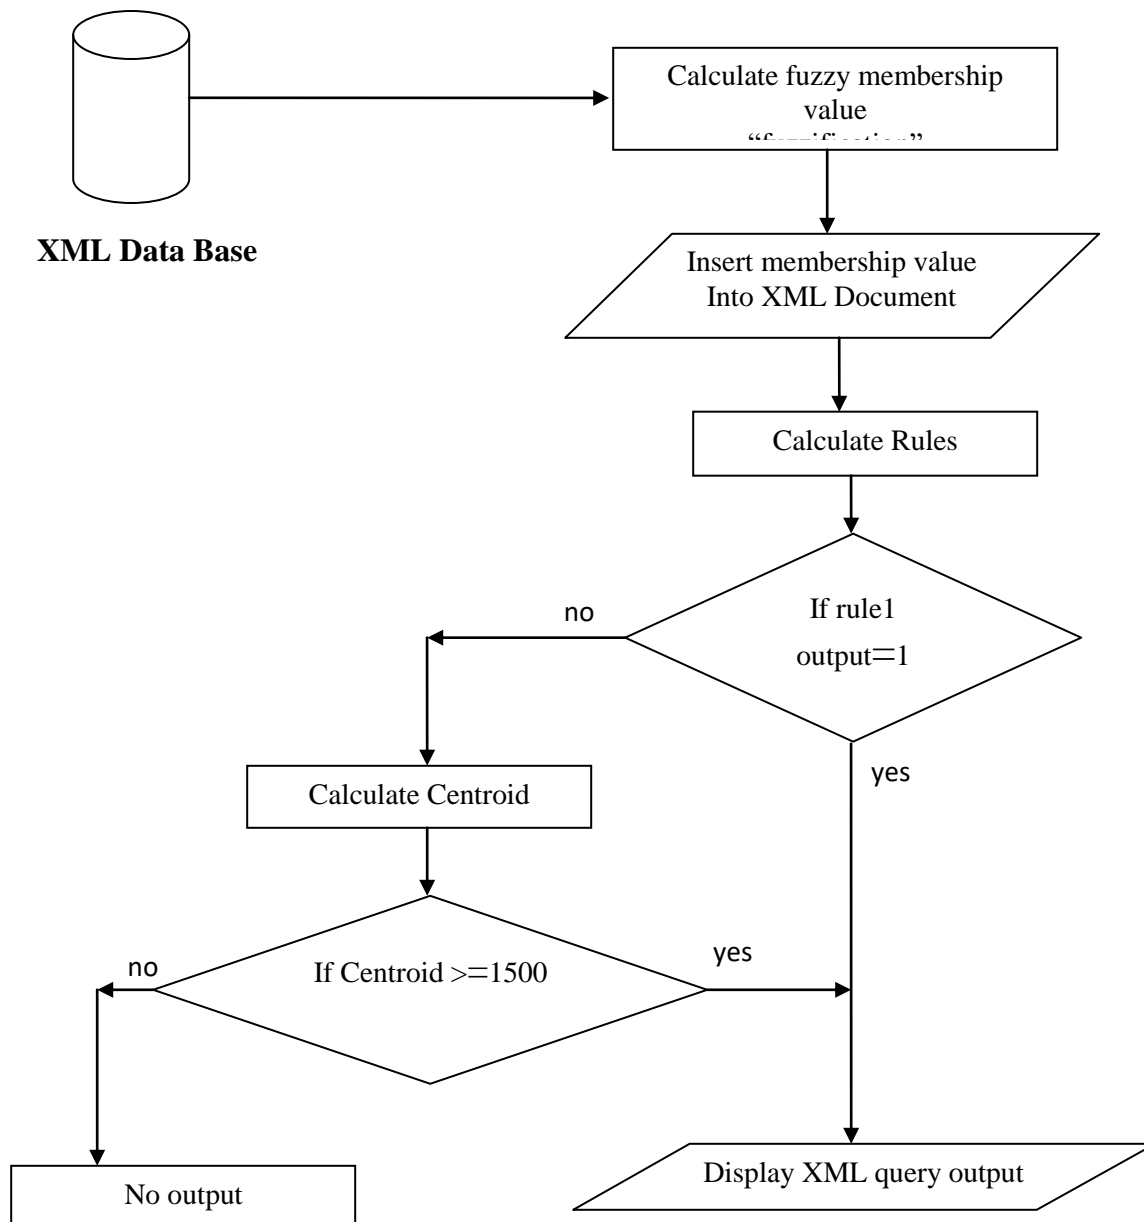 Calculate fuzzy membership
value
XML Data Base
Insert membership value
Into XML Document
Calculate Rules
If rule1
output=1
no
yes
Calculate Centroid
If Centroid >=1500
no
yes
No output
Display XML query output